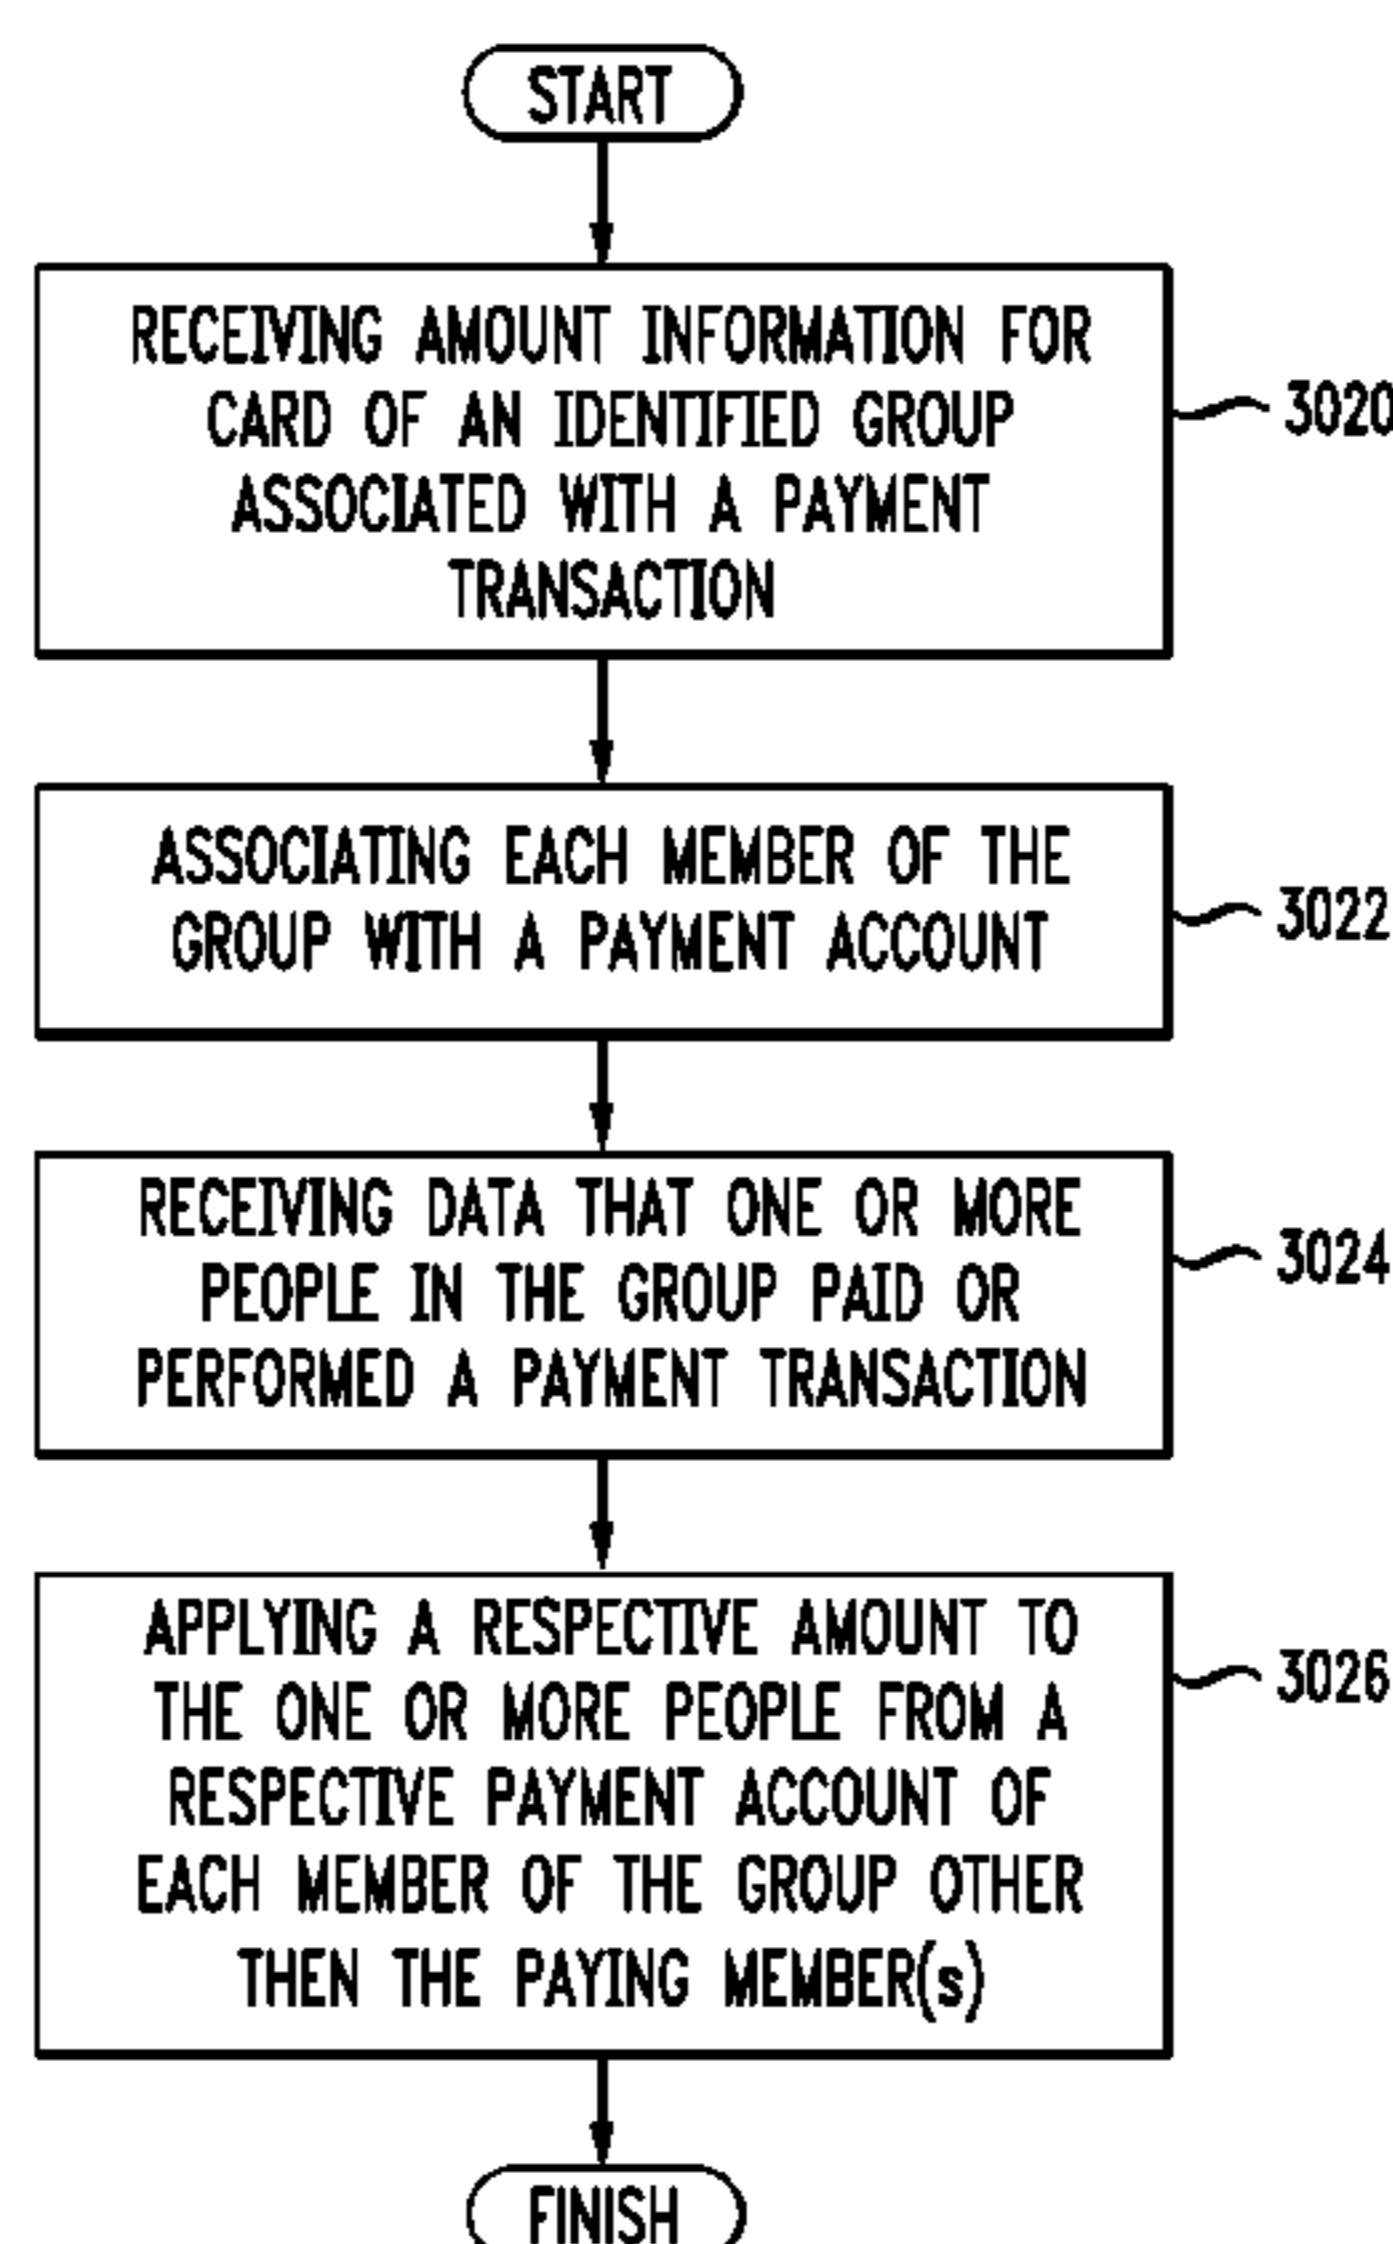 START
RECEIVING AMOUNT INFORMATION FOR
CARD OF AN IDENTIFIED GROUP
ASSOCIATED WITH A PAYMENT
TRANSACTION
3020
ASSOCIATING EACH MEMBER OF THE
GROUP WITH A PAYMENT ACCOUNT
3022
RECEIVING DATA THAT ONE OR MORE
PEOPLE IN THE GROUP PAID OR
PERFORMED A PAYMENT TRANSACTION
3024
APPLYING A RESPECTIVE AMOUNT TO
THE ONE OR MORE PEOPLE FROM A
RESPECTIVE PAYMENT ACCOUNT OF
EACH MEMBER OF THE GROUP OTHER
THEN THE PAYING MEMBER(s)
3026
FINISH